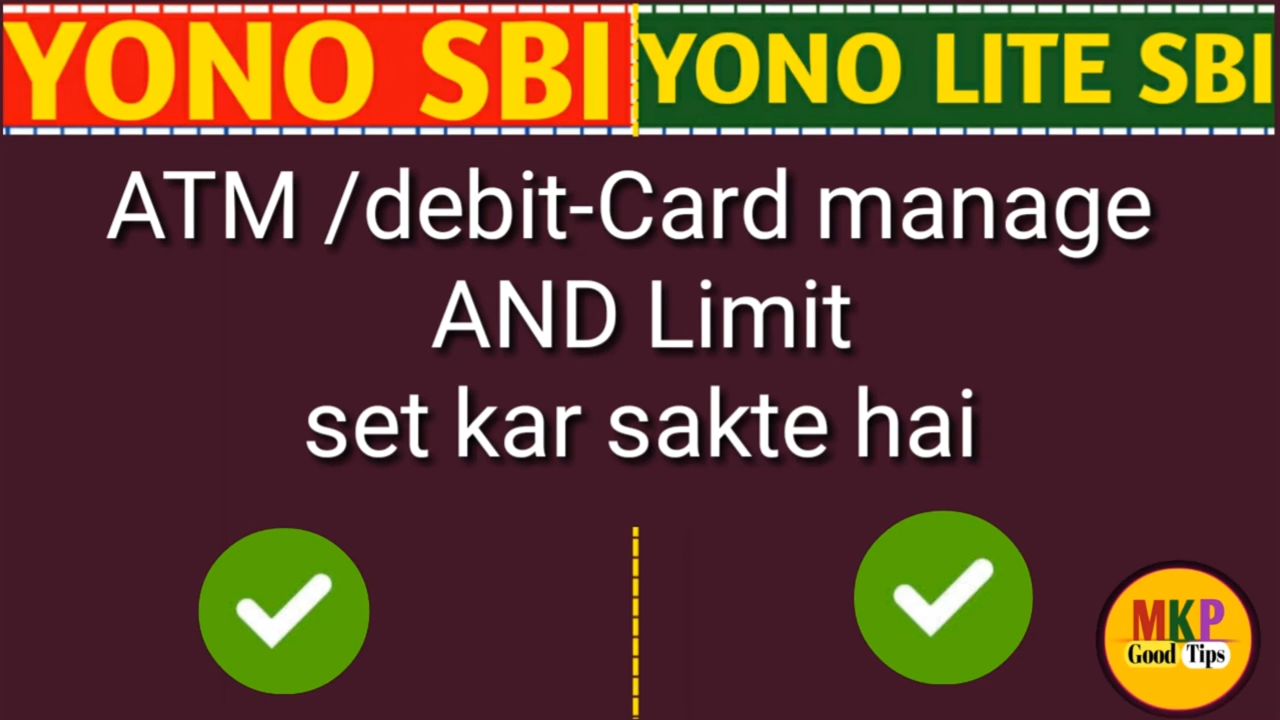 YONO SBI YONO LITE SBI
ATM /debit-Card manage
AND Limit
set kar sakte hai
MKP
Good Tips